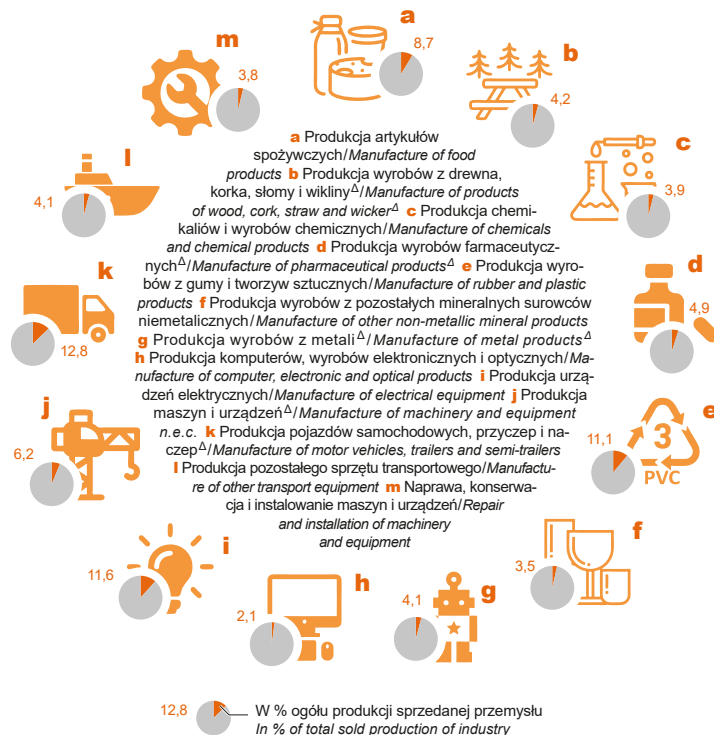 a
8,7
m
3,8
b
4,2
c
3,9
l
4,1
d
4,9
k
12,8
e
11,1
3
PVC
j
6,2
f
3,5
i
11,6
h
2,1
g
4,1
a Produkcja artykułów
spożywczych/Manufacture of food
products b Produkcja wyrobów z drewna,
korka, słomy i wikliny△/Manufacture of products
of wood, cork, straw and wicker△ c Produkcja chemi-
kaliów i wyrobów chemicznych/Manufacture of chemicals
and chemical products d Produkcja wyrobów farmaceutycz-
nych△/Manufacture of pharmaceutical products△ e Produkcja wyro-
bów z gumy i tworzyw sztucznych/Manufacture of rubber and plastic
products f Produkcja wyrobów z pozostałych mineralnych surowców
niemetalicznych/Manufacture of other non-metallic mineral products
g Produkcja wyrobów z metali△/Manufacture of metal products△
h Produkcja komputerów, wyrobów elektronicznych i optycznych/Ma-
nufacture of computer, electronic and optical products i Produkcja urzą-
dzeń elektrycznych/Manufacture of electrical equipment j Produkcja
maszyn i urządzeń△/Manufacture of machinery and equipment
n.e.c. k Produkcja pojazdów samochodowych, przyczep i na-
czep△/Manufacture of motor vehicles, trailers and semi-trailers
l Produkcja pozostałego sprzętu transportowego/Manufactu-
re of other transport equipment m Naprawa, konserwa-
cja i instalowanie maszyn i urządzeń/Repair
and installation of machinery
and equipment
12,8
W % ogółu produkcji sprzedanej przemysłu
In % of total sold production of industry